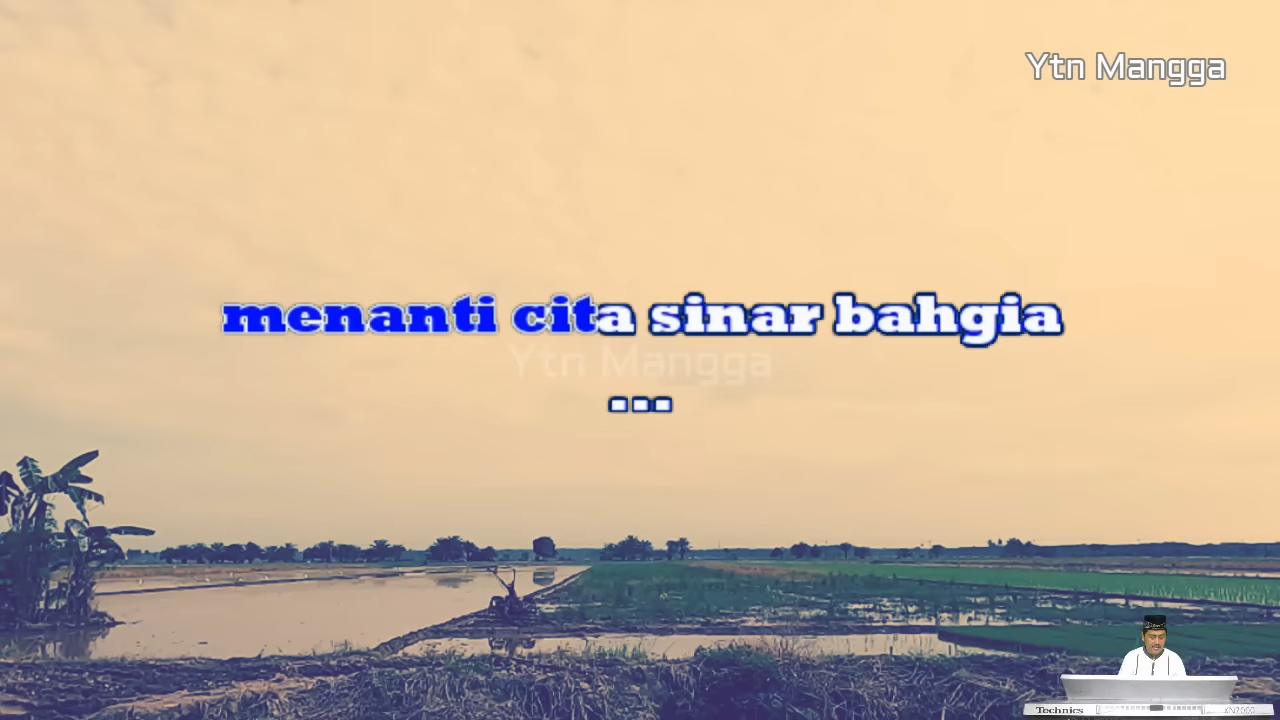 Ytn Mangga
menanti cita sinar bahgia
Ytn Mangga
...
Technics